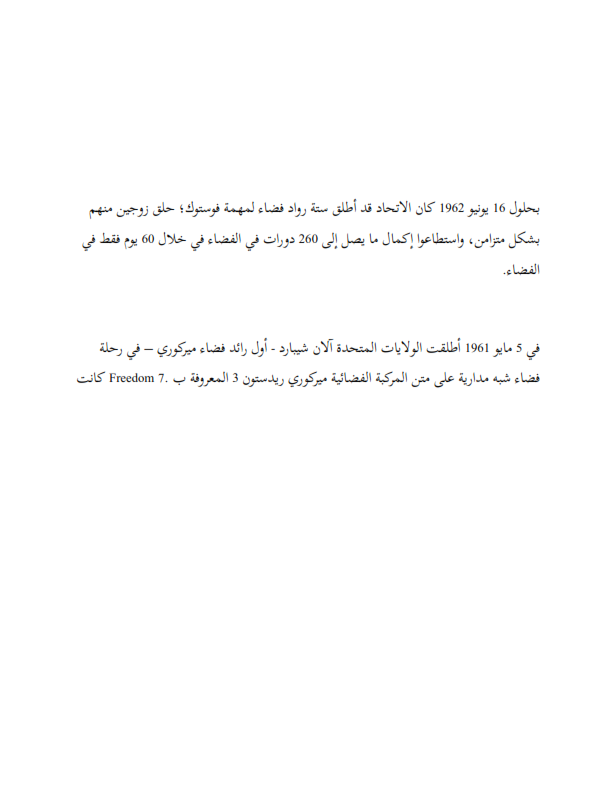 بحلول 16 يونيو 1962 كان الاتحاد قد أطلق ستة رواد فضاء لمهمة فوستوك؛ حلق زوجين منهم
بشكل متزامن، واستطاعوا إكمال ما يصل إلى 260 دورات في الفضاء في خلال 60 يوم فقط في
الفضاء.
في 5 مايو 1961 أطلقت الولايات المتحدة آلان شيبارد - أول رائد فضاء ميركوري – في رحلة
فضاء شبه مدارية على متن المركبة الفضائية ميركوري ريدستون 3 المعروفة ب .Freedom 7 كانت